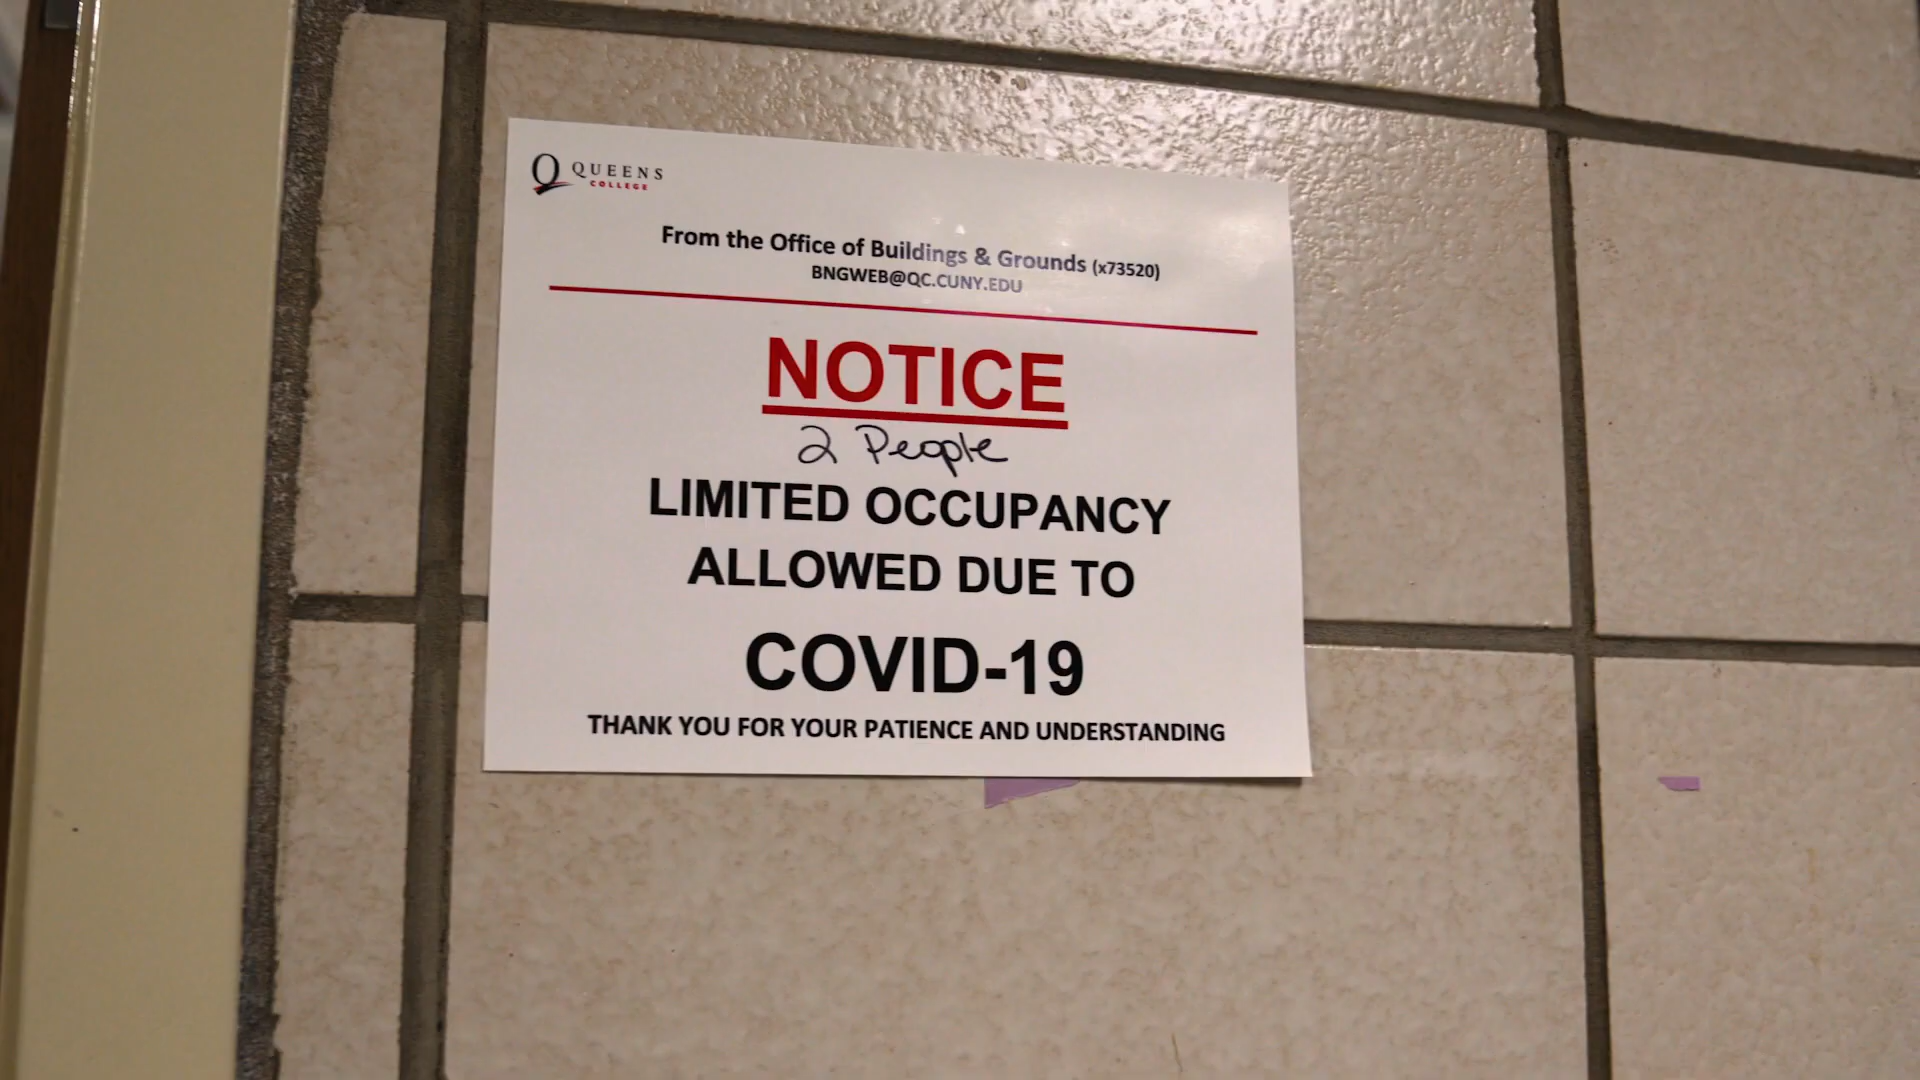 QUEENS
COLLEGE
From the Office of Buildings & Grounds (x73520)
BNGWEB@QC.CUNY.EDU
NOTICE
2 People
LIMITED OCCUPANCY
ALLOWED DUE TO
COVID-19
THANK YOU FOR YOUR PATIENCE AND UNDERSTANDING